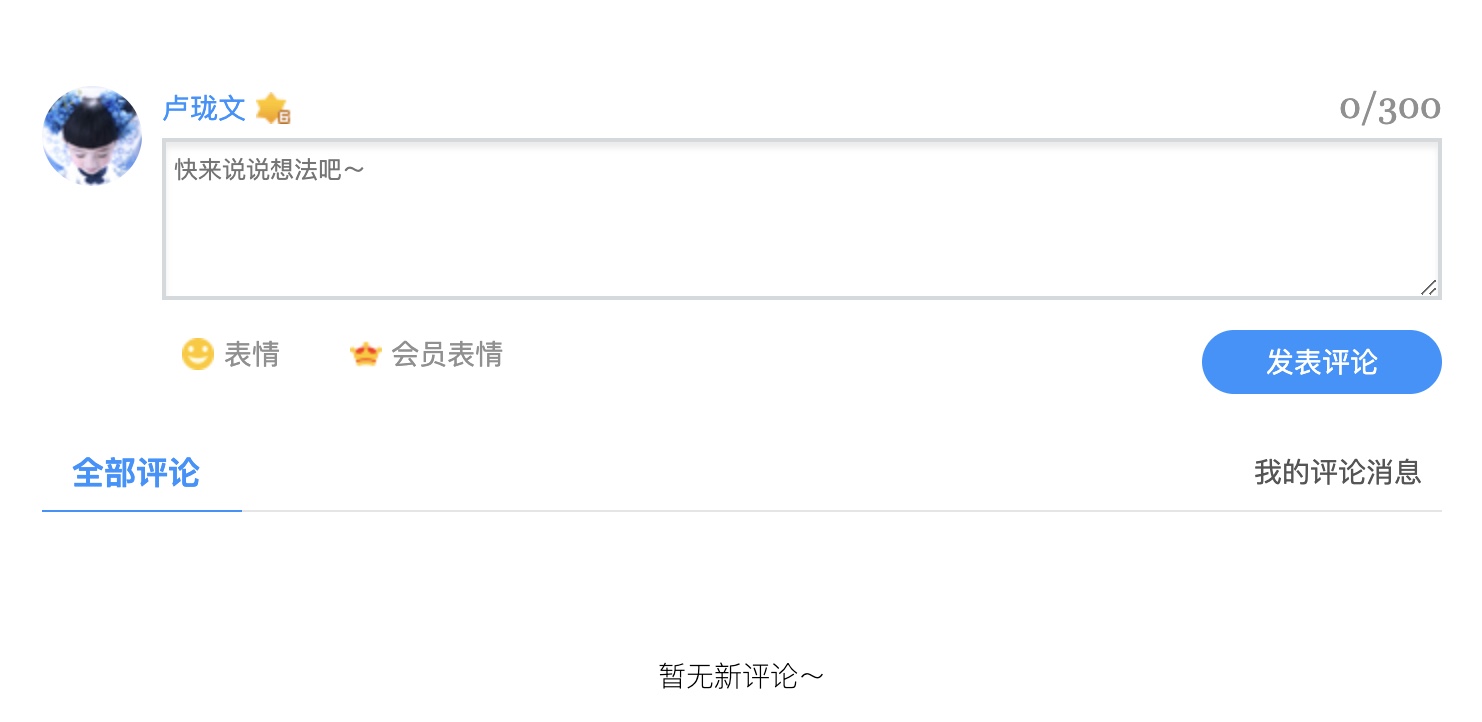 卢珑文 6
0/300
快来说说想法吧～
表情 会员表情
发表评论
全部评论
我的评论消息
暂无新评论～